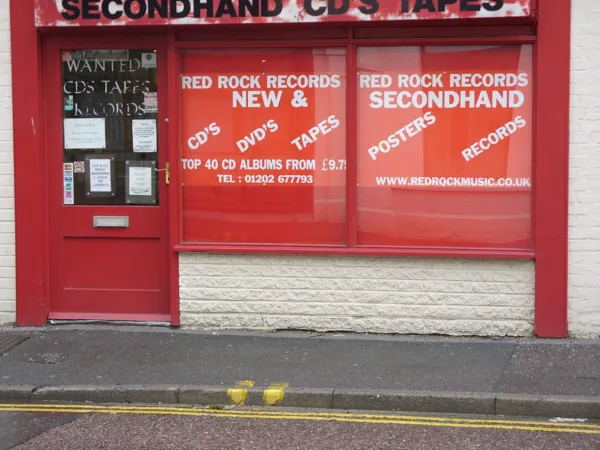 SECONDHAND CD'S TAPES
WANTED
CDS TAPES
RECORDS
RED ROCK RECORDS
NEW &
CD'S
DVD'S
TAPES
TOP 40 CD ALBUMS FROM £9.75
TEL : 01202 677793
RED ROCK RECORDS
SECONDHAND
POSTERS
RECORDS
WWW.REDROCKMUSIC.CO.UK